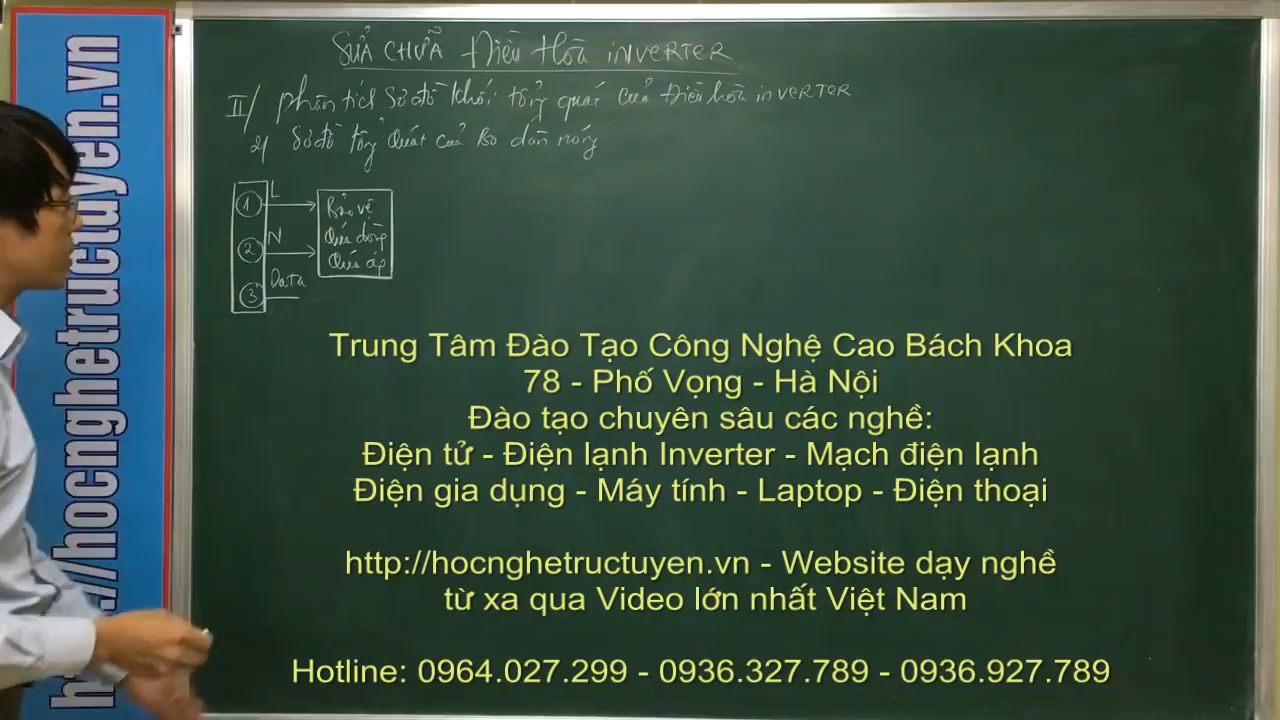 http://hocnghetructuyen.vn
SỬA CHỮA Điều Hòa iNVERTER
II/ phân tích Sơ đồ khối tổng quát của Điều hòa inVERTER
2/ Sơ đồ tổng Quát của Bo dàn nóng
1 L
2 N
3 Data
Bảo vệ
Quá dòng
Quá áp
Trung Tâm Đào Tạo Công Nghệ Cao Bách Khoa
78 - Phố Vọng - Hà Nội
Đào tạo chuyên sâu các nghề:
Điện tử - Điện lạnh Inverter - Mạch điện lạnh
Điện gia dụng - Máy tính - Laptop - Điện thoại
http://hocnghetructuyen.vn - Website dạy nghề
từ xa qua Video lớn nhất Việt Nam
Hotline: 0964.027.299 - 0936.327.789 - 0936.927.789